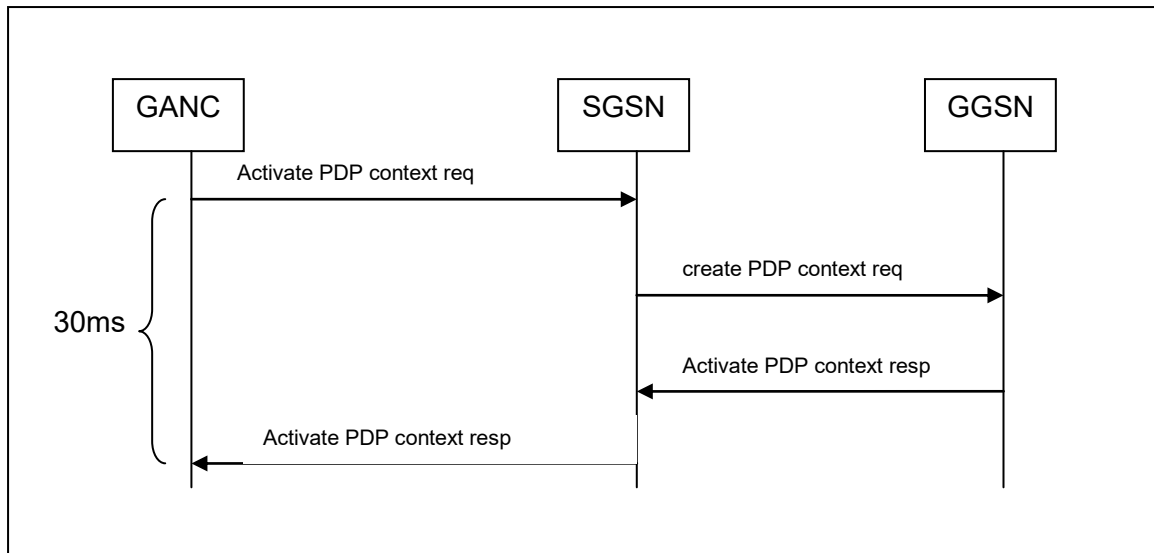 GANC
SGSN
GGSN
Activate PDP context req
create PDP context req
30ms
Activate PDP context resp
Activate PDP context resp